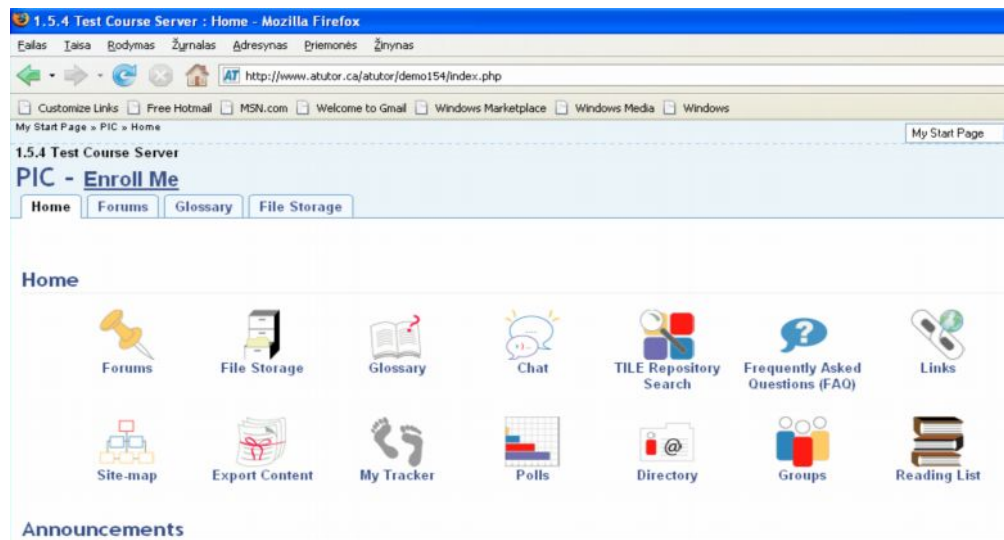 1.5.4 Test Course Server : Home - Mozilla Firefox
Failas Taisa Rodymas Žurnalas Adresynas Priemonės Žinynas
AT http://www.atutor.ca/atutor/demo154/index.php
Customize Links Free Hotmail MSN.com Welcome to Gmail Windows Marketplace Windows Media Windows
My Start Page » PIC » Home
My Start Page
1.5.4 Test Course Server
PIC - Enroll Me
Home Forums Glossary File Storage
Home
Forums File Storage Glossary Chat TILE Repository Frequently Asked Links
Search Questions (FAQ)
@
Site-map Export Content My Tracker Polls Directory Groups Reading List
Announcements